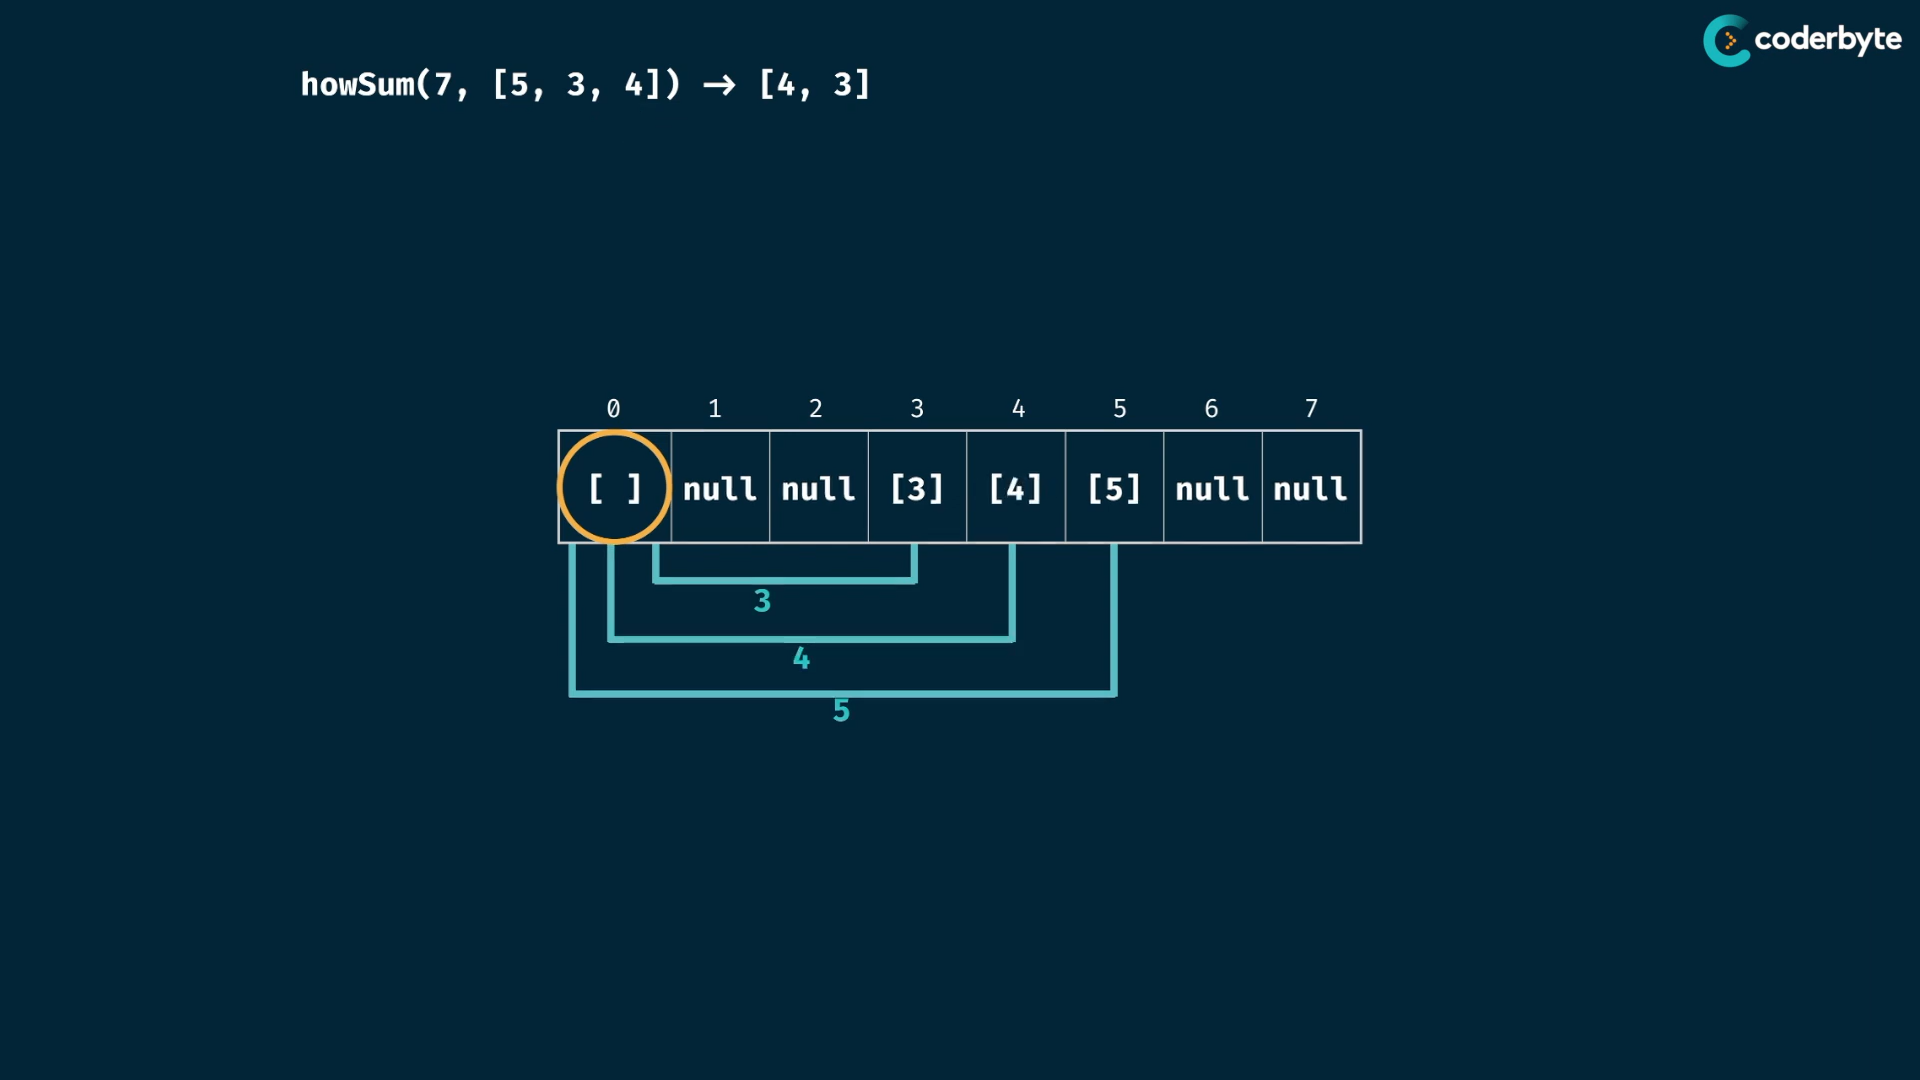 coderbyte
howSum(7, [5, 3, 4]) → [4, 3]
0 1 2 3 4 5 6 7
[ ] null null [3] [4] [5] null null
3
4
5